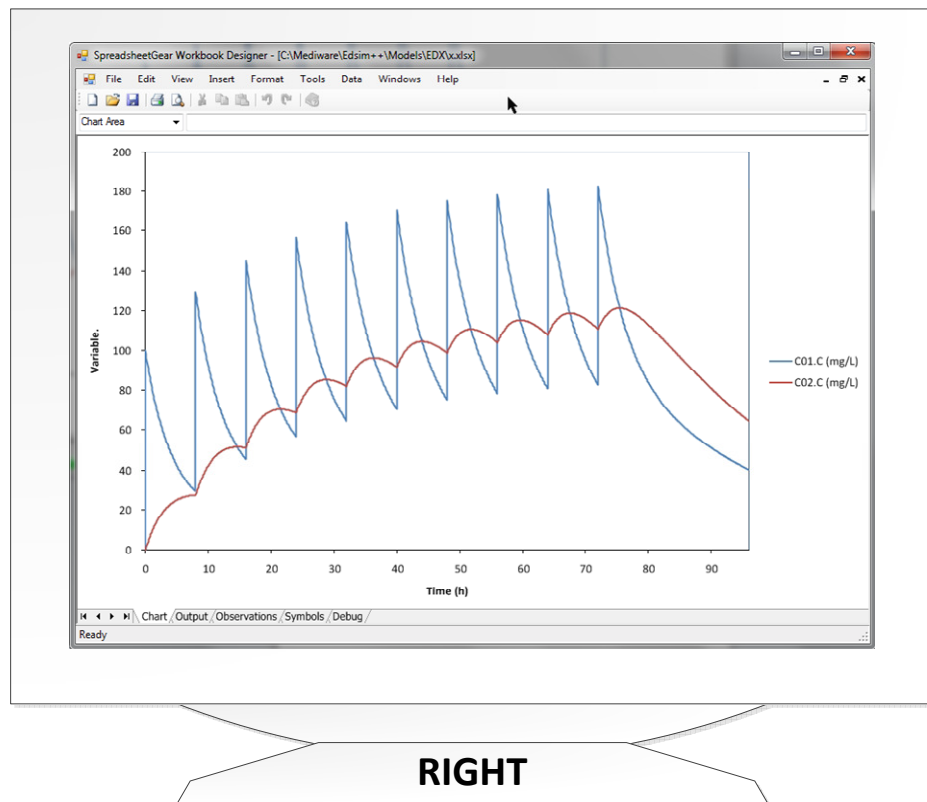 SpreadsheetGear Workbook Designer - [C:\Mediware\Edsim++\Models\EDX\x.xlsx]
File Edit View Insert Format Tools Data Windows Help
Chart Area
200
180
160
140
120
100
80
60
40
20
0
Variable.
0 10 20 30 40 50 60 70 80 90
Time (h)
C01.C (mg/L)
C02.C (mg/L)
Chart Output Observations Symbols Debug
Ready
RIGHT